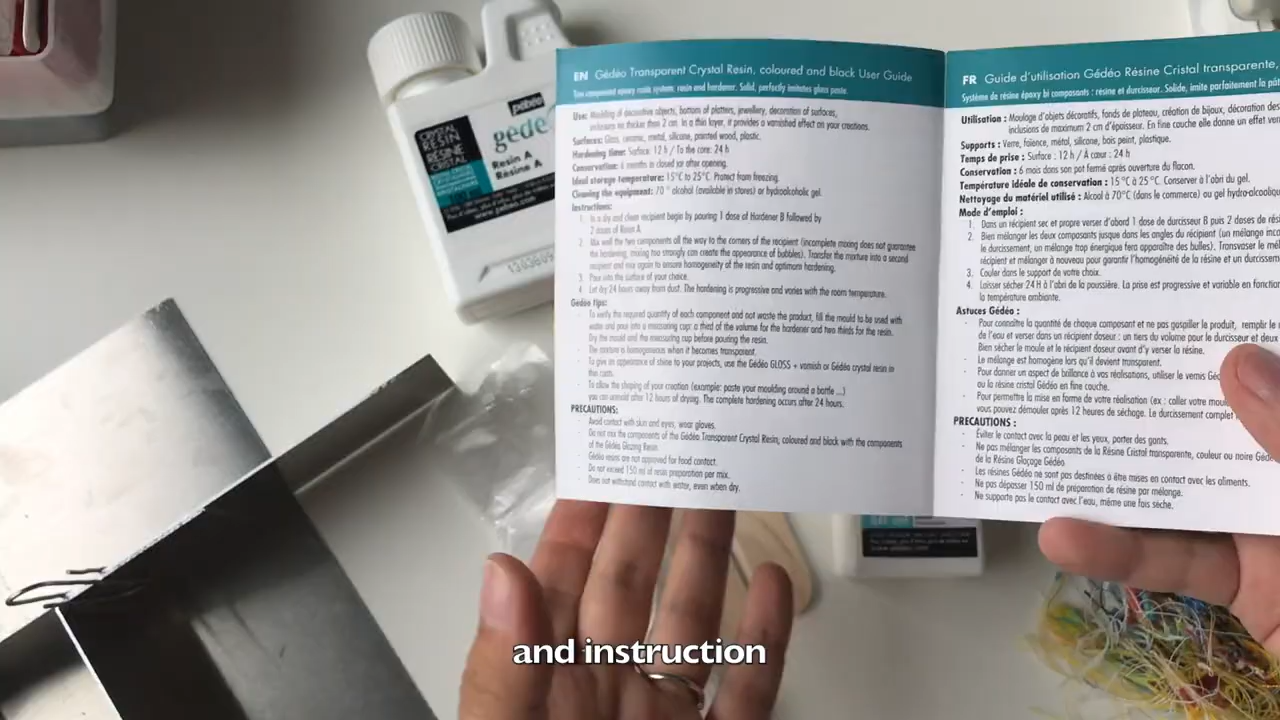 pebeo
gede
CRYSTAL
RESIN
RÉSINE
CRISTAL
Resin A
Résine A
www.pebeo.com
EN Gédéo Transparent Crystal Resin, coloured and black User Guide
Two component epoxy resin system: resin and hardener. Solid, perfectly imitates glass paste.
Use: Moulding of decorative objects, bottom of platters, jewellery, decoration of surfaces,
inclusions no thicker than 2 cm. In a thin layer, it provides a varnished effect on your creations.
Surfaces: Glass, ceramic, metal, silicone, painted wood, plastic.
Hardening time: Surface: 12 h / To the core: 24 h
Conservation: 6 months in closed jar after opening.
Ideal storage temperature: 15°C to 25°C. Protect from freezing.
Cleaning the equipment: 70 ° alcohol (available in stores) or hydroalcoholic gel.
Instructions:
1. In a dry and clean recipient begin by pouring 1 dose of Hardener B followed by
2 doses of Resin A.
2. Mix well the two components all the way to the corners of the recipient (incomplete mixing does not guarantee
the hardening, mixing too strongly can create the appearance of bubbles). Transfer the mixture into a second
recipient and mix again to ensure homogeneity of the resin and optimum hardening.
3. Pour into the surface of your choice.
4. Let dry 24 hours away from dust. The hardening is progressive and varies with the room temperature.
Gédéo tips:
- To verify the required quantity of each component and not waste the product, fill the mould to be used with
water and pour into a measuring cup: a third of the volume for the hardener and two thirds for the resin.
Dry the mould and the measuring cup before pouring the resin.
- The mixture is homogenous when it becomes transparent.
- To give an appearance of shine to your projects, use the Gédéo GLOSS + varnish or Gédéo crystal resin in
thin coats.
- To allow the shaping of your creation (example: paste your moulding around a bottle ...)
you can unmould after 12 hours of drying. The complete hardening occurs after 24 hours.
PRECAUTIONS:
- Avoid contact with skin and eyes, wear gloves.
- Do not mix the components of the Gédéo Transparent Crystal Resin, coloured and black with the components
of the Gédéo Glazing Resin.
- Gédéo resins are not approved for food contact.
- Do not exceed 150 ml of resin preparation per mix.
- Does not withstand contact with water, even when dry.
FR Guide d'utilisation Gédéo Résine Cristal transparente,
Système de résine époxy bi composants : résine et durcisseur. Solide, imite parfaitement la pât
Utilisation : Moulage d'objets décoratifs, fonds de plateau, création de bijoux, décoration des
inclusions de maximum 2 cm d'épaisseur. En fine couche elle donne un effet ver
Supports : Verre, faïence, métal, silicone, bois peint, plastique.
Temps de prise : Surface : 12 h / A cœur : 24 h
Conservation : 6 mois dans son pot fermé après ouverture du flacon.
Température idéale de conservation : 15 °C à 25 °C. Conserver à l'abri du gel.
Nettoyage du matériel utilisé : Alcool à 70°C (dans le commerce) ou gel hydro-alcoolique
Mode d'emploi :
1. Dans un récipient sec et propre verser d'abord 1 dose de durcisseur B puis 2 doses de rés
2. Bien mélanger les deux composants jusque dans les angles du récipient (un mélange inco
le durcissement, un mélange trop énergique fera apparaître des bulles). Transvaser le mé
récipient et mélanger à nouveau pour garantir l'homogénéité de la résine et un durcissem
3. Couler dans le support de votre choix.
4. Laisser sécher 24 H à l'abri de la poussière. La prise est progressive et variable en fonction
la température ambiante.
Astuces Gédéo :
- Pour connaître la quantité de chaque composant et ne pas gaspiller le produit, remplir le
de l'eau et verser dans un récipient doseur : un tiers du volume pour le durcisseur et deux
Bien sécher le moule et le récipient doseur avant d'y verser la résine.
- Le mélange est homogène lorsqu'il devient transparent.
- Pour donner un aspect de brillance à vos réalisations, utiliser le vernis Géd
ou la résine cristal Gédéo en fine couche.
- Pour permettre la mise en forme de votre réalisation (ex : coller votre moul
vous pouvez démouler après 12 heures de séchage. Le durcissement complet
PRECAUTIONS :
- Éviter le contact avec la peau et les yeux, porter des gants.
- Ne pas mélanger les composants de la Résine Cristal transparente, couleur ou noire Géd
de la Résine Glaçage Gédéo.
- Les résines Gédéo ne sont pas destinées à être mises en contact avec les aliments.
- Ne pas dépasser 150 ml de préparation de résine par mélange.
- Ne supporte pas le contact avec l'eau, même une fois sèche.
and instruction